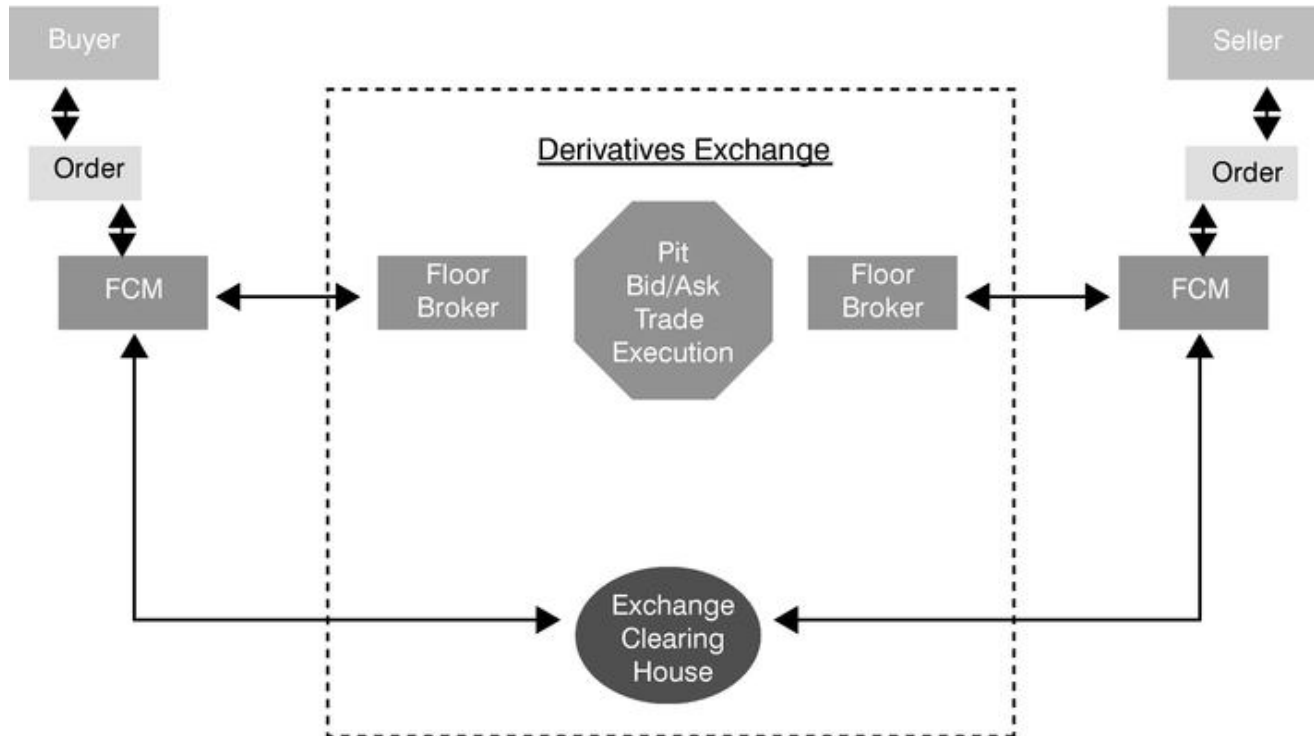 Buyer
Seller
Order
Order
Derivatives Exchange
FCM
Floor
Broker
Pit
Bid/Ask
Trade
Execution
Floor
Broker
FCM
Exchange
Clearing
House